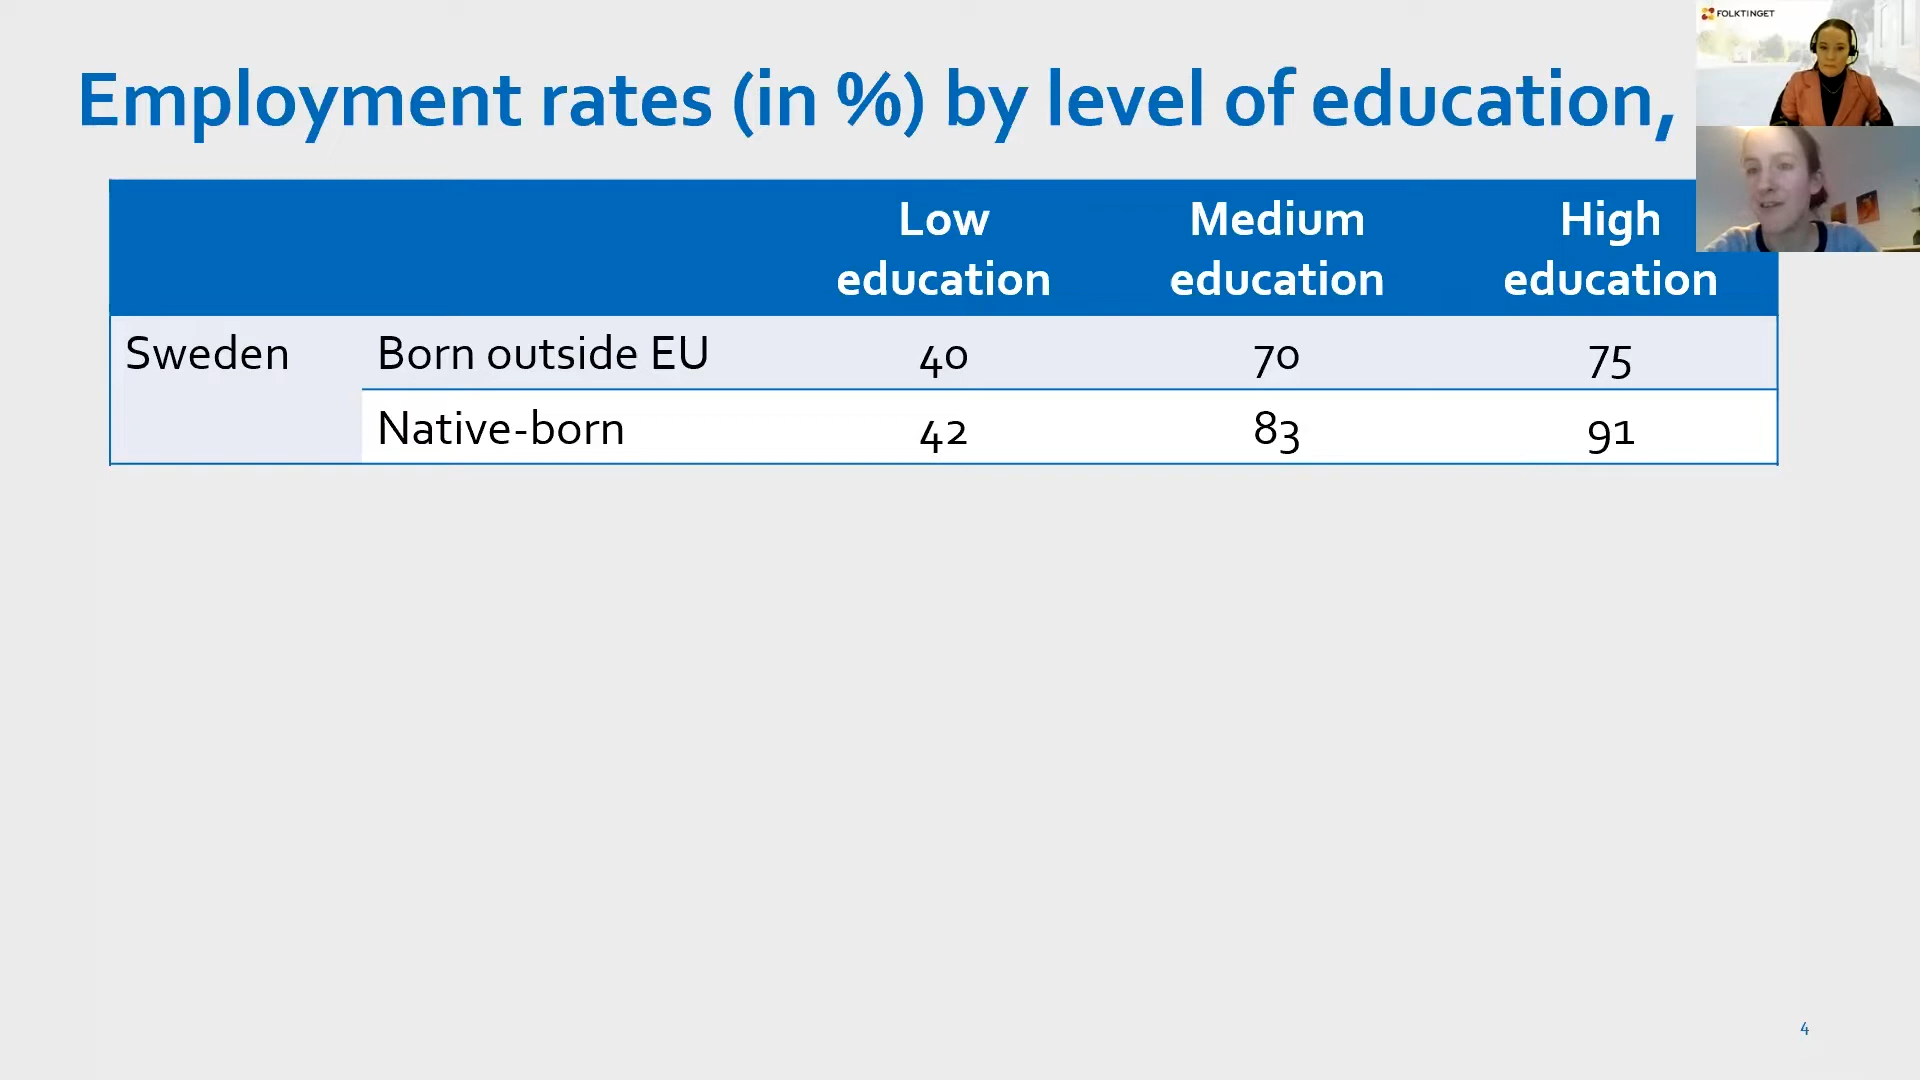 Employment rates (in %) by level of education,
FOLKTINGET
Low education Medium education High education
Sweden Born outside EU 40 70 75
Native-born 42 83 91
4